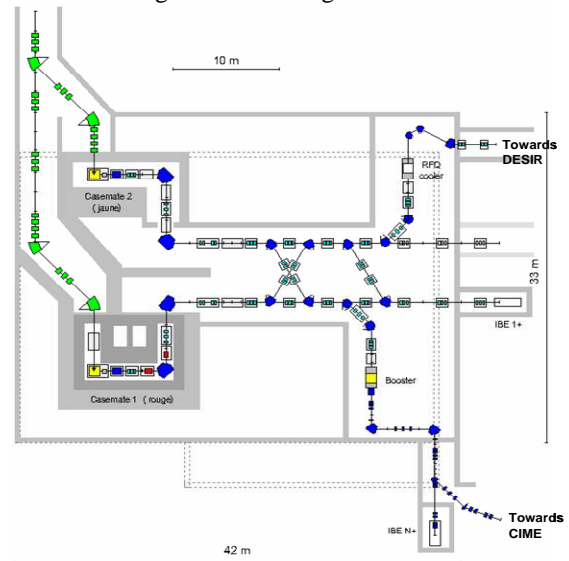 10 m
Towards
DESIR
RFQ
cooler
Casemate 2
( jaune)
33 m
IBE 1+
Booster
Casemate 1 ( rouge)
Towards
CIME
IBE N+
42 m